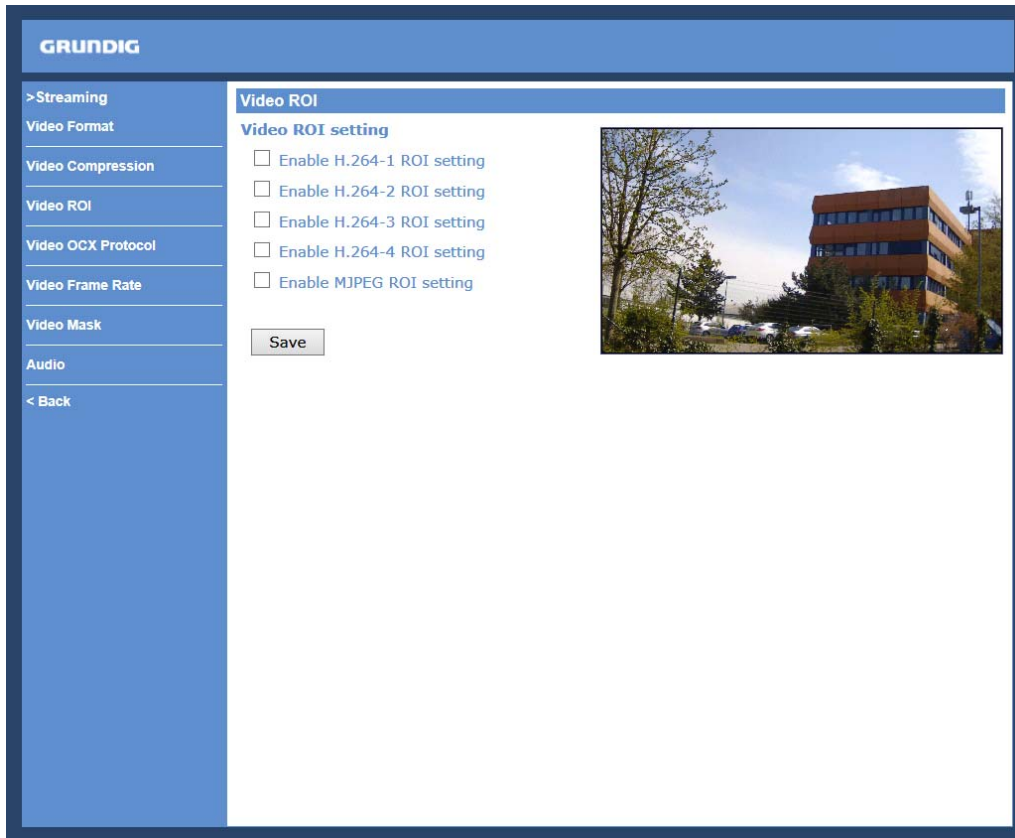 GRUNDIG
>Streaming
Video Format
Video Compression
Video ROI
Video OCX Protocol
Video Frame Rate
Video Mask
Audio
< Back
Video ROI
Video ROI setting
Enable H.264-1 ROI setting
Enable H.264-2 ROI setting
Enable H.264-3 ROI setting
Enable H.264-4 ROI setting
Enable MJPEG ROI setting
Save